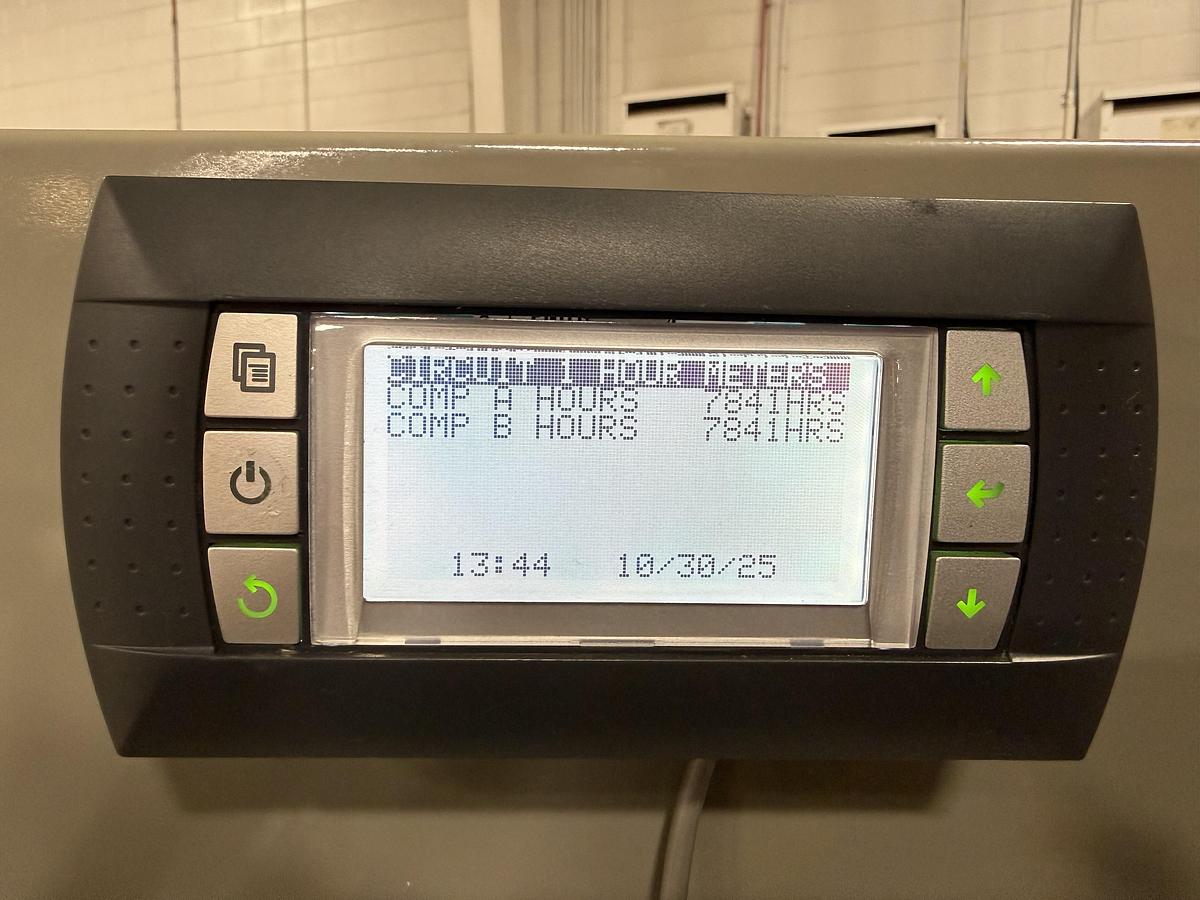 CIRCUIT 1 HOUR METERS
COMP A HOURS 7841HRS
COMP B HOURS 7841HRS
13:44 10/30/25